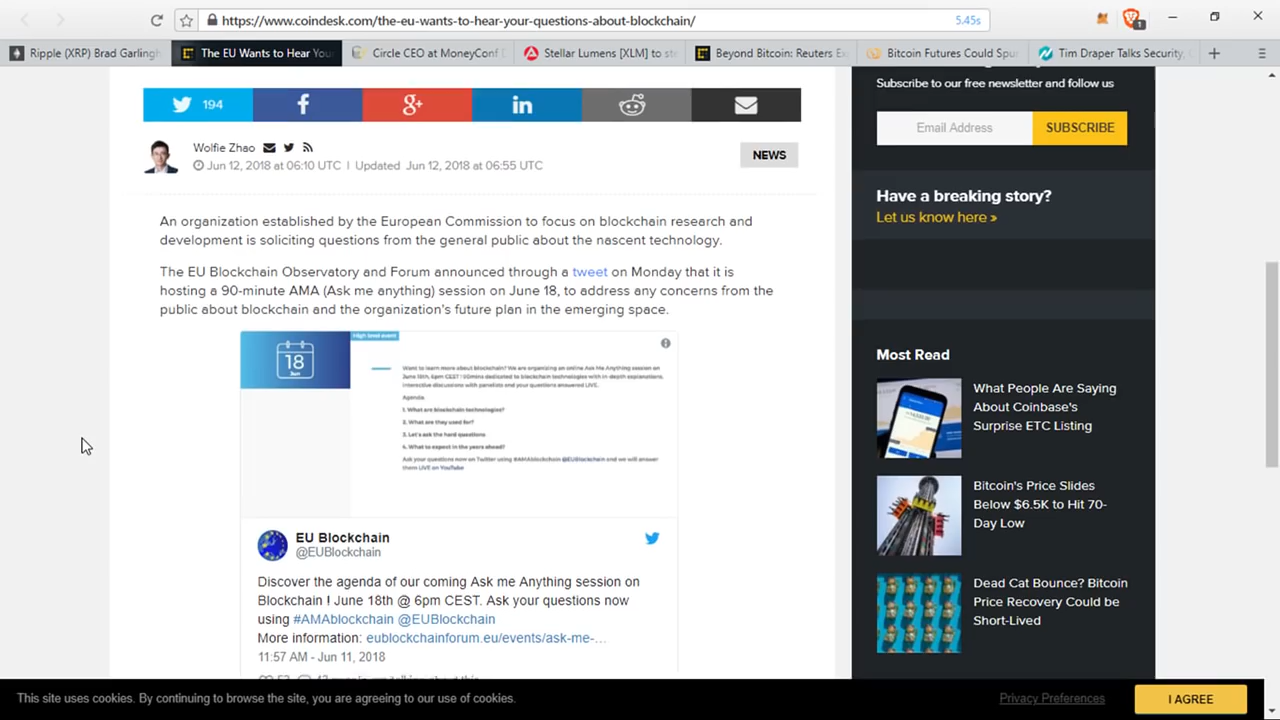 https://www.coindesk.com/the-eu-wants-to-hear-your-questions-about-blockchain/
5.45s
1
Ripple (XRP) Brad Garlingh
The EU Wants to Hear You
Circle CEO at MoneyConf
Stellar Lumens [XLM] to st
Beyond Bitcoin: Reuters Ex
Bitcoin Futures Could Spu
Tim Draper Talks Security,
194
Wolfie Zhao
Jun 12, 2018 at 06:10 UTC | Updated Jun 12, 2018 at 06:55 UTC
NEWS
An organization established by the European Commission to focus on blockchain research and
development is soliciting questions from the general public about the nascent technology.
The EU Blockchain Observatory and Forum announced through a tweet on Monday that it is
hosting a 90-minute AMA (Ask me anything) session on June 18, to address any concerns from the
public about blockchain and the organization's future plan in the emerging space.
High level event
18
Jun
Want to learn more about blockchain? We are organizing an online Ask Me Anything session on
June 18th, 6pm CEST ! 90mins dedicated to blockchain technologies with in-depth explanations,
interactive discussions with panelists and your questions answered LIVE.
Agenda.
1. What are blockchain technologies?
2. What are they used for?
3. Let's ask the hard questions
4. What to expect in the years ahead?
Ask your questions now on Twitter using #AMAblockchain @EUBlockchain and we will answer
them LIVE on YouTube
EU Blockchain
@EUBlockchain
Discover the agenda of our coming Ask me Anything session on
Blockchain ! June 18th @ 6pm CEST. Ask your questions now
using #AMAblockchain @EUBlockchain
More information: eublockchainforum.eu/events/ask-me-…
11:57 AM - Jun 11, 2018
Subscribe to our free newsletter and follow us
Email Address
SUBSCRIBE
Have a breaking story?
Let us know here »
Most Read
What People Are Saying
About Coinbase's
Surprise ETC Listing
Bitcoin's Price Slides
Below $6.5K to Hit 70-
Day Low
Dead Cat Bounce? Bitcoin
Price Recovery Could be
Short-Lived
This site uses cookies. By continuing to browse the site, you are agreeing to our use of cookies.
Privacy Preferences
I AGREE